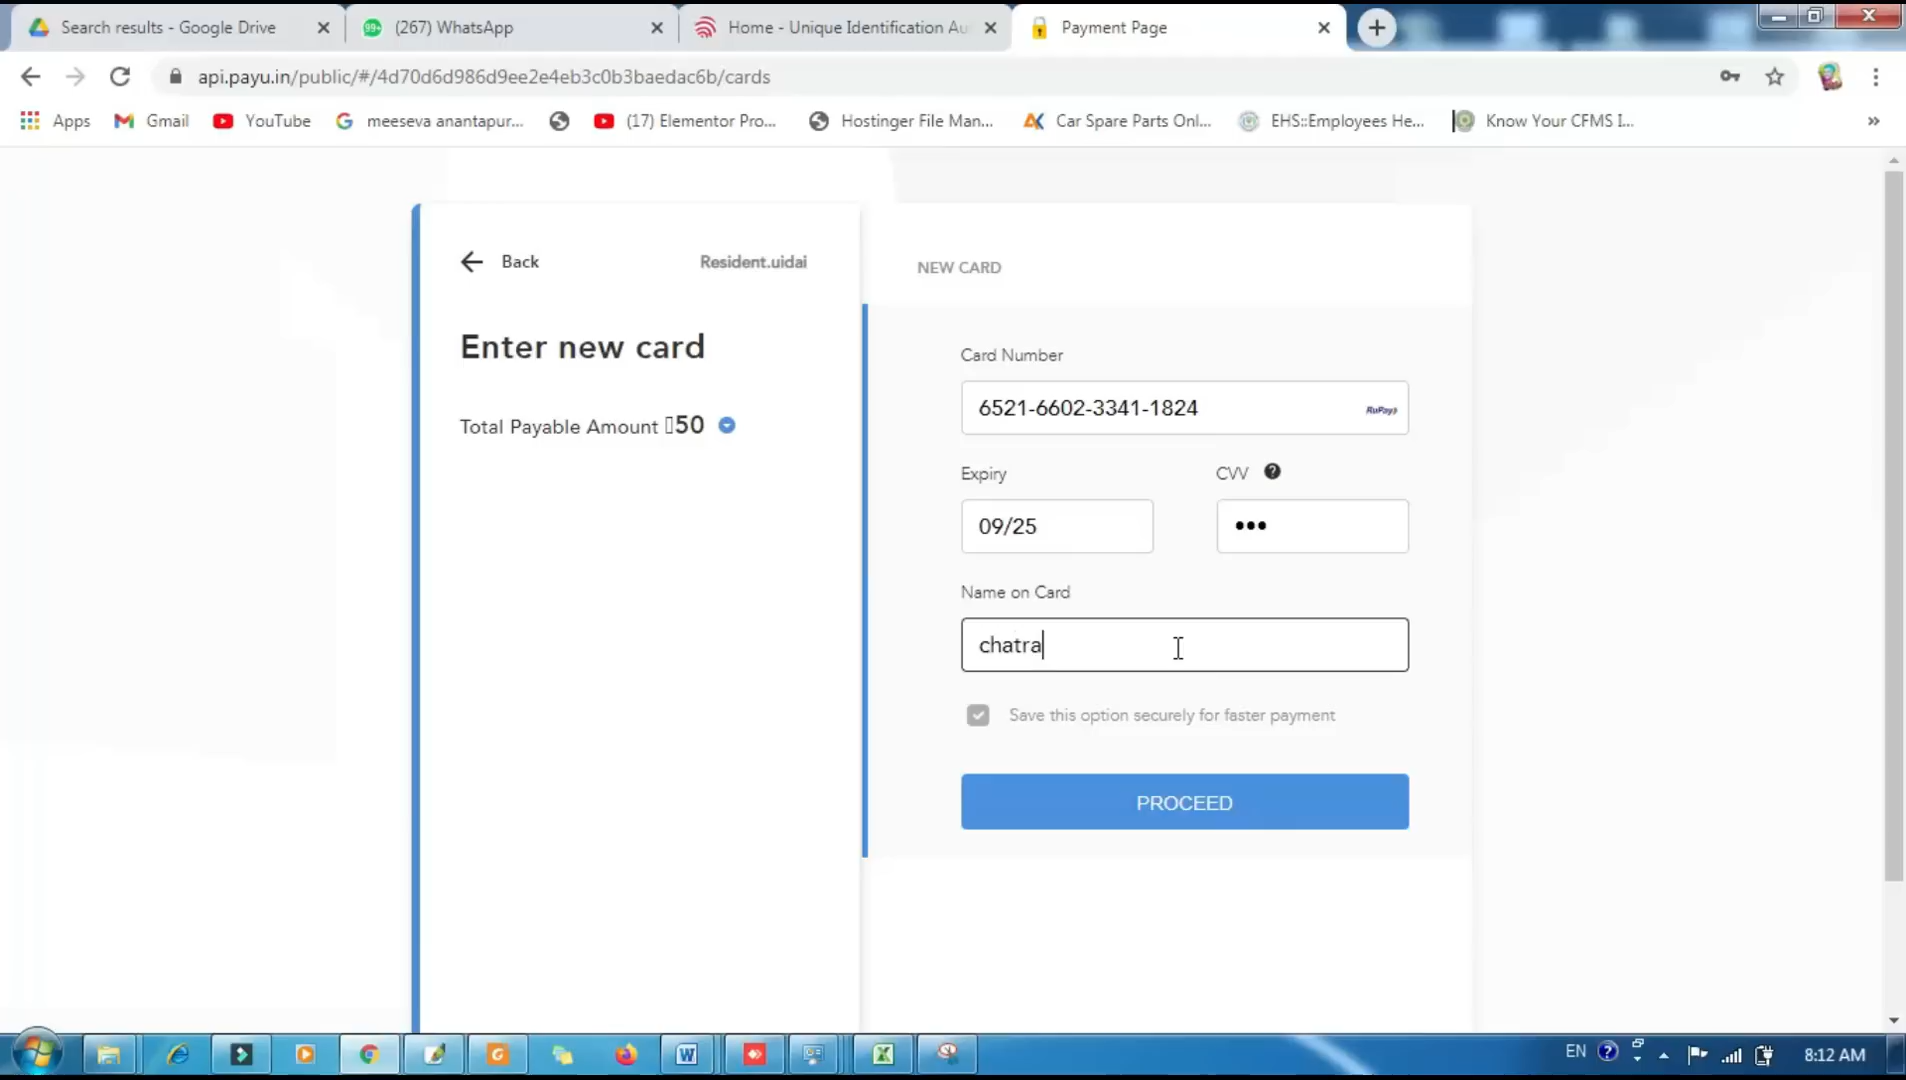 Search results - Google Drive
99+
(267) WhatsApp
Home - Unique Identification Au
Payment Page
api.payu.in/public/#/4d70d6d986d9ee2e4eb3c0b3baedac6b/cards
Apps
Gmail
YouTube
meeseva anantapur...
(17) Elementor Pro...
Hostinger File Man...
Car Spare Parts Onl...
EHS::Employees He...
Know Your CFMS I...
»
Back
Resident.uidai
NEW CARD
Enter new card
Card Number
6521-6602-3341-1824
RuPay
Total Payable Amount ▯50
Expiry
CVV ?
09/25
•••
Name on Card
chatra
Save this option securely for faster payment
PROCEED
EN
8:12 AM